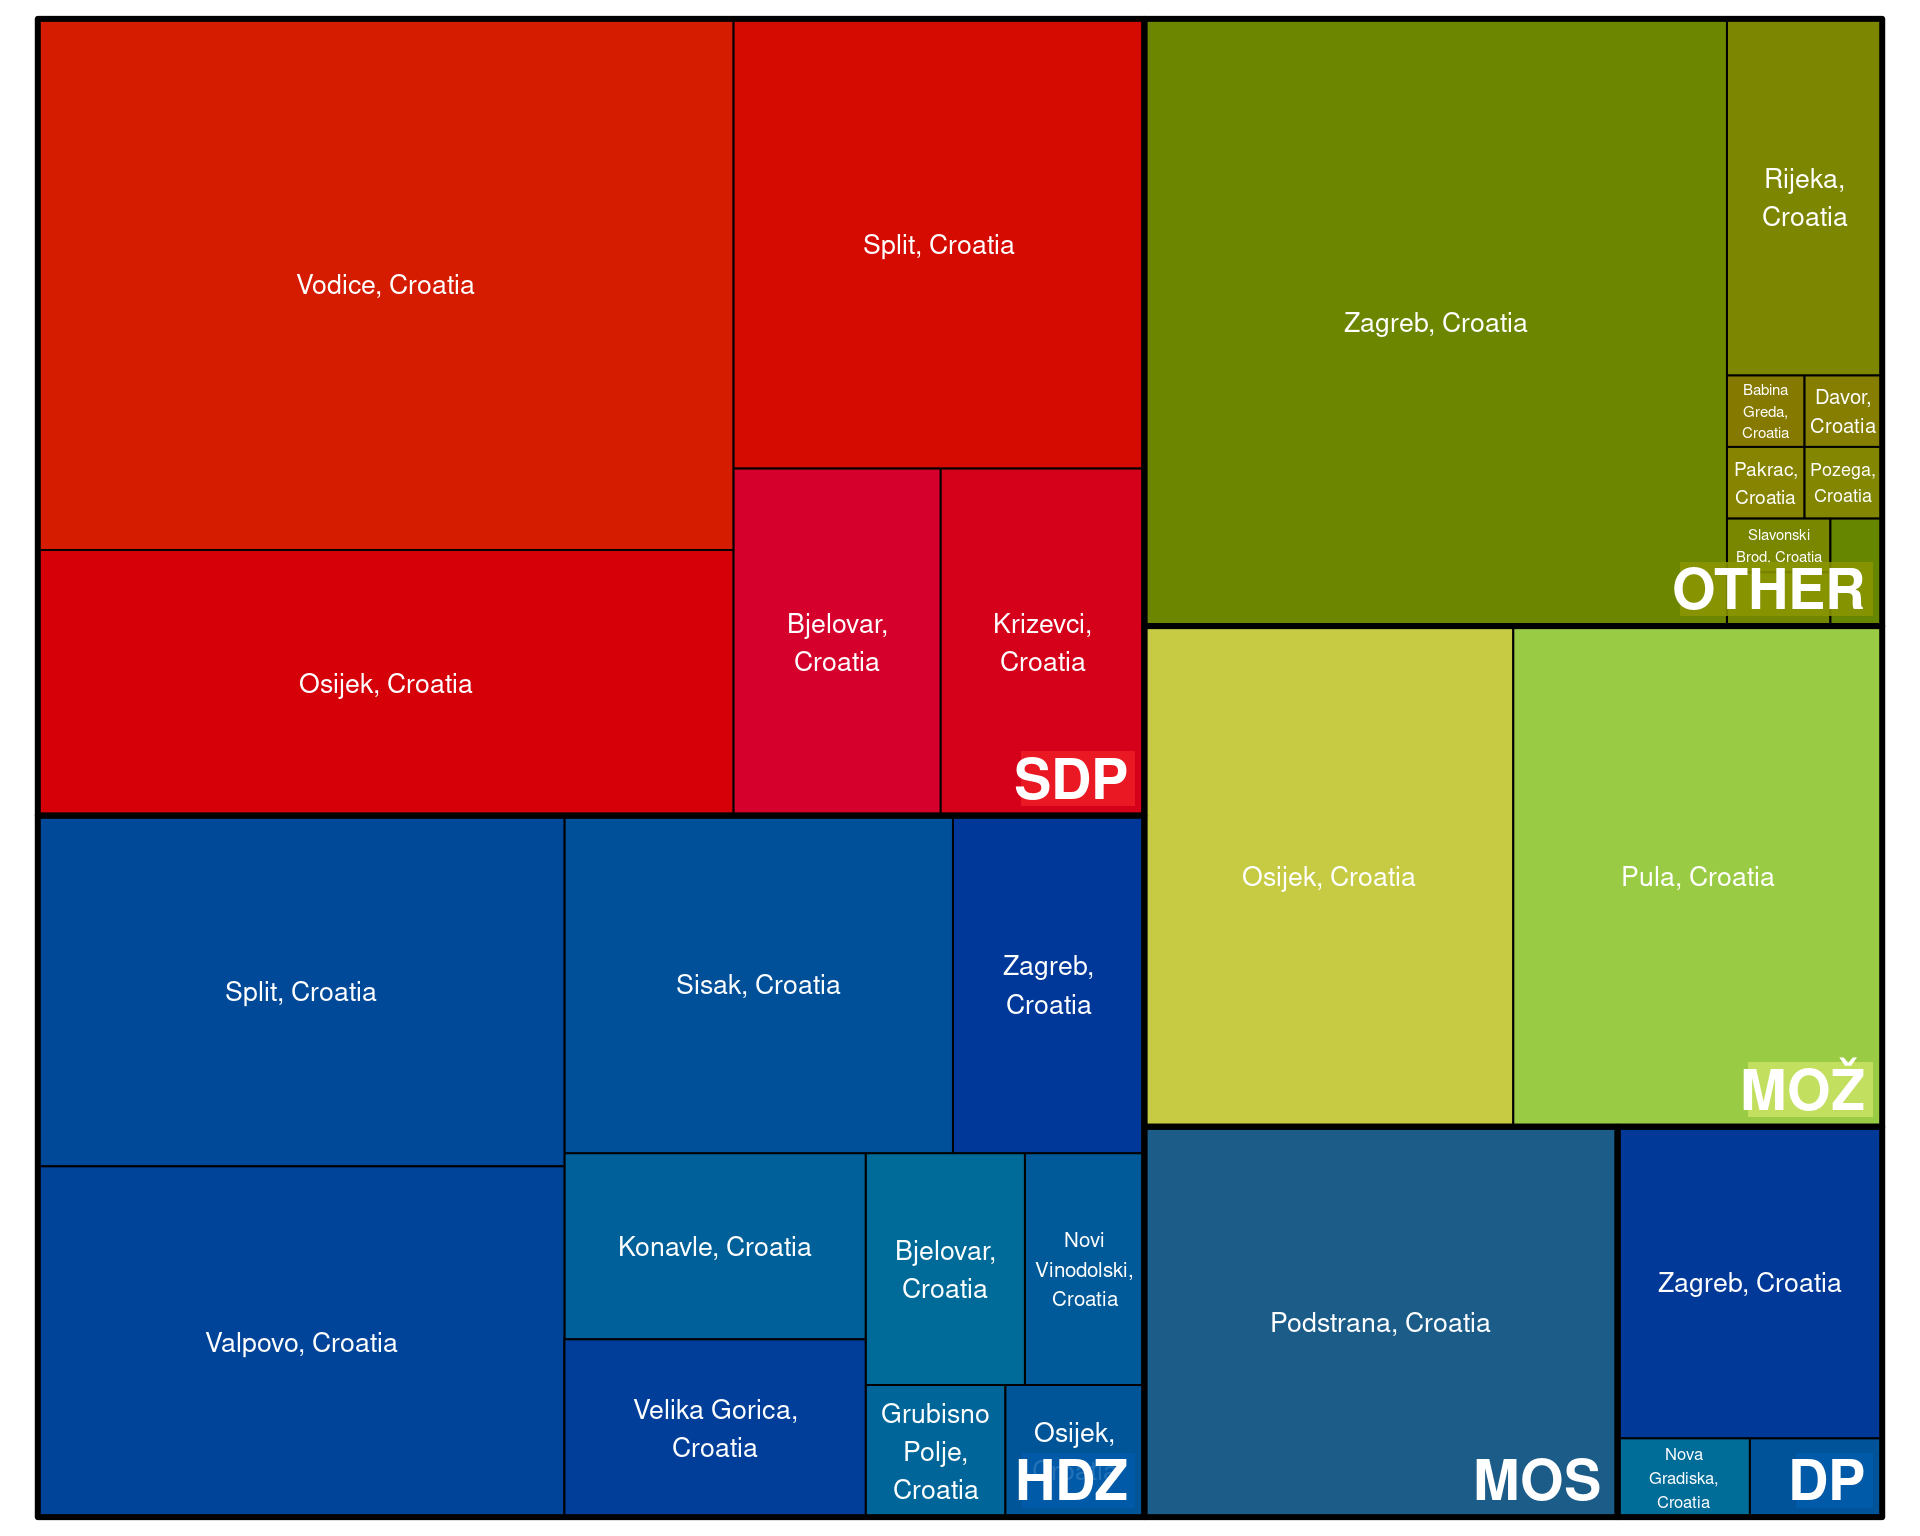 Vodice, Croatia
Split, Croatia
Osijek, Croatia
Bjelovar,
Croatia
Krizevci,
Croatia
SDP
Split, Croatia
Sisak, Croatia
Zagreb,
Croatia
Valpovo, Croatia
Konavle, Croatia
Velika Gorica,
Croatia
Bjelovar,
Croatia
Novi
Vinodolski,
Croatia
Grubisno
Polje,
Croatia
Osijek,
Croatia
HDZ
Zagreb, Croatia
Rijeka,
Croatia
Babina
Greda,
Croatia
Davor,
Croatia
Pakrac,
Croatia
Pozega,
Croatia
Slavonski
Brod, Croatia
OTHER
Osijek, Croatia
Pula, Croatia
MOŽ
Podstrana, Croatia
MOS
Zagreb, Croatia
Nova
Gradiska,
Croatia
DP